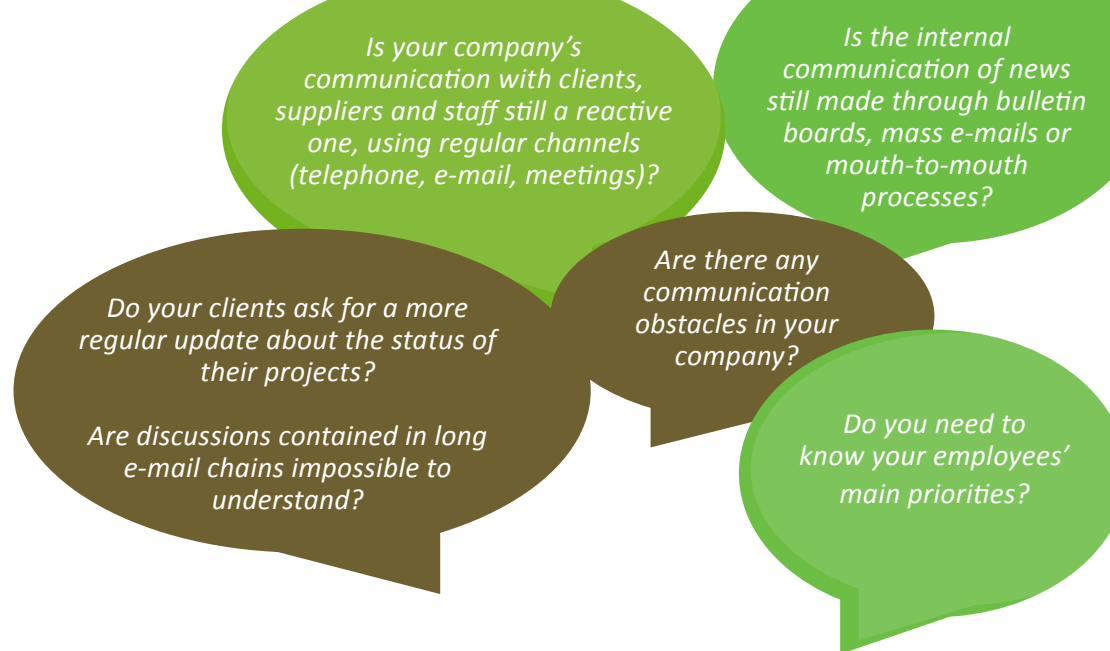 Is your company’s
communication with clients,
suppliers and staff still a reactive
one, using regular channels
(telephone, e-mail, meetings)?
Is the internal
communication of news
still made through bulletin
boards, mass e-mails or
mouth-to-mouth
processes?
Do your clients ask for a more
regular update about the status of
their projects?
Are discussions contained in long
e-mail chains impossible to
understand?
Are there any
communication
obstacles in your
company?
Do you need to
know your employees’
main priorities?